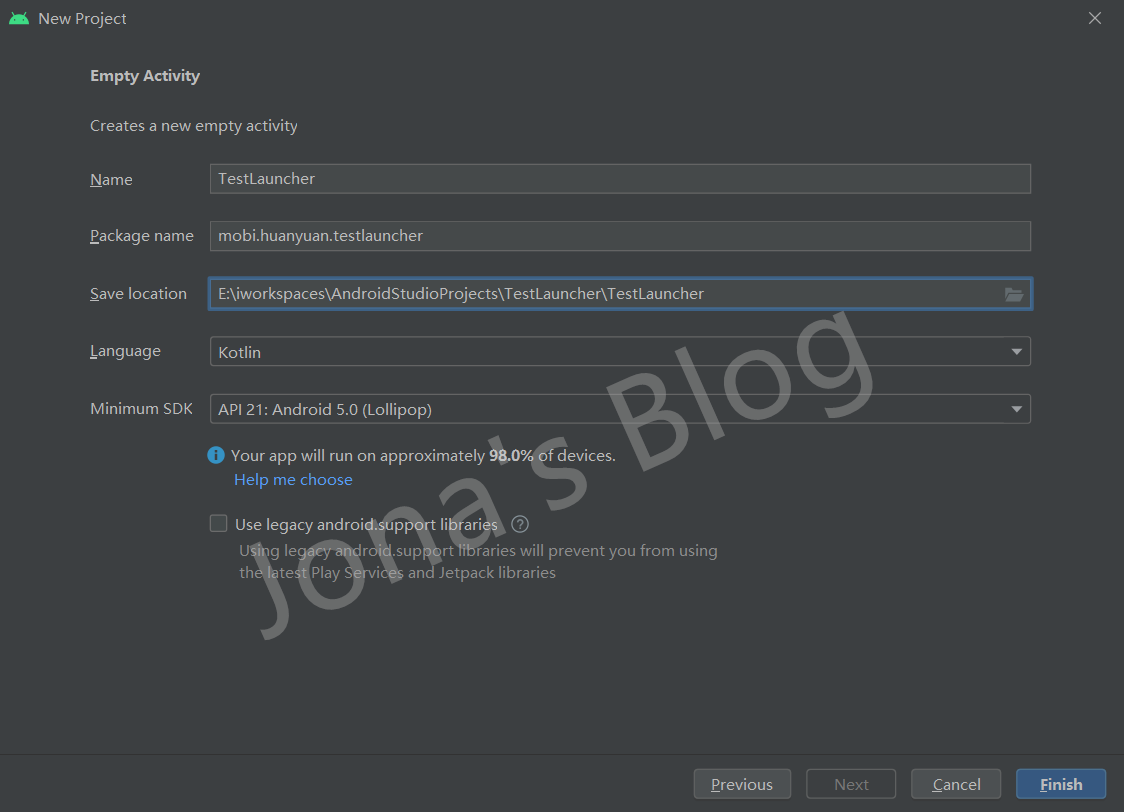 New Project
Empty Activity
Creates a new empty activity
Name TestLauncher
Package name mobi.huanyuan.testlauncher
Save location E:\iworkspaces\AndroidStudioProjects\TestLauncher\TestLauncher
Language Kotlin
Minimum SDK API 21: Android 5.0 (Lollipop)
Your app will run on approximately 98.0% of devices.
Help me choose
Use legacy android.support libraries ?
Using legacy android.support libraries will prevent you from using
the latest Play Services and Jetpack libraries
Jona's Blog
Previous Next Cancel Finish